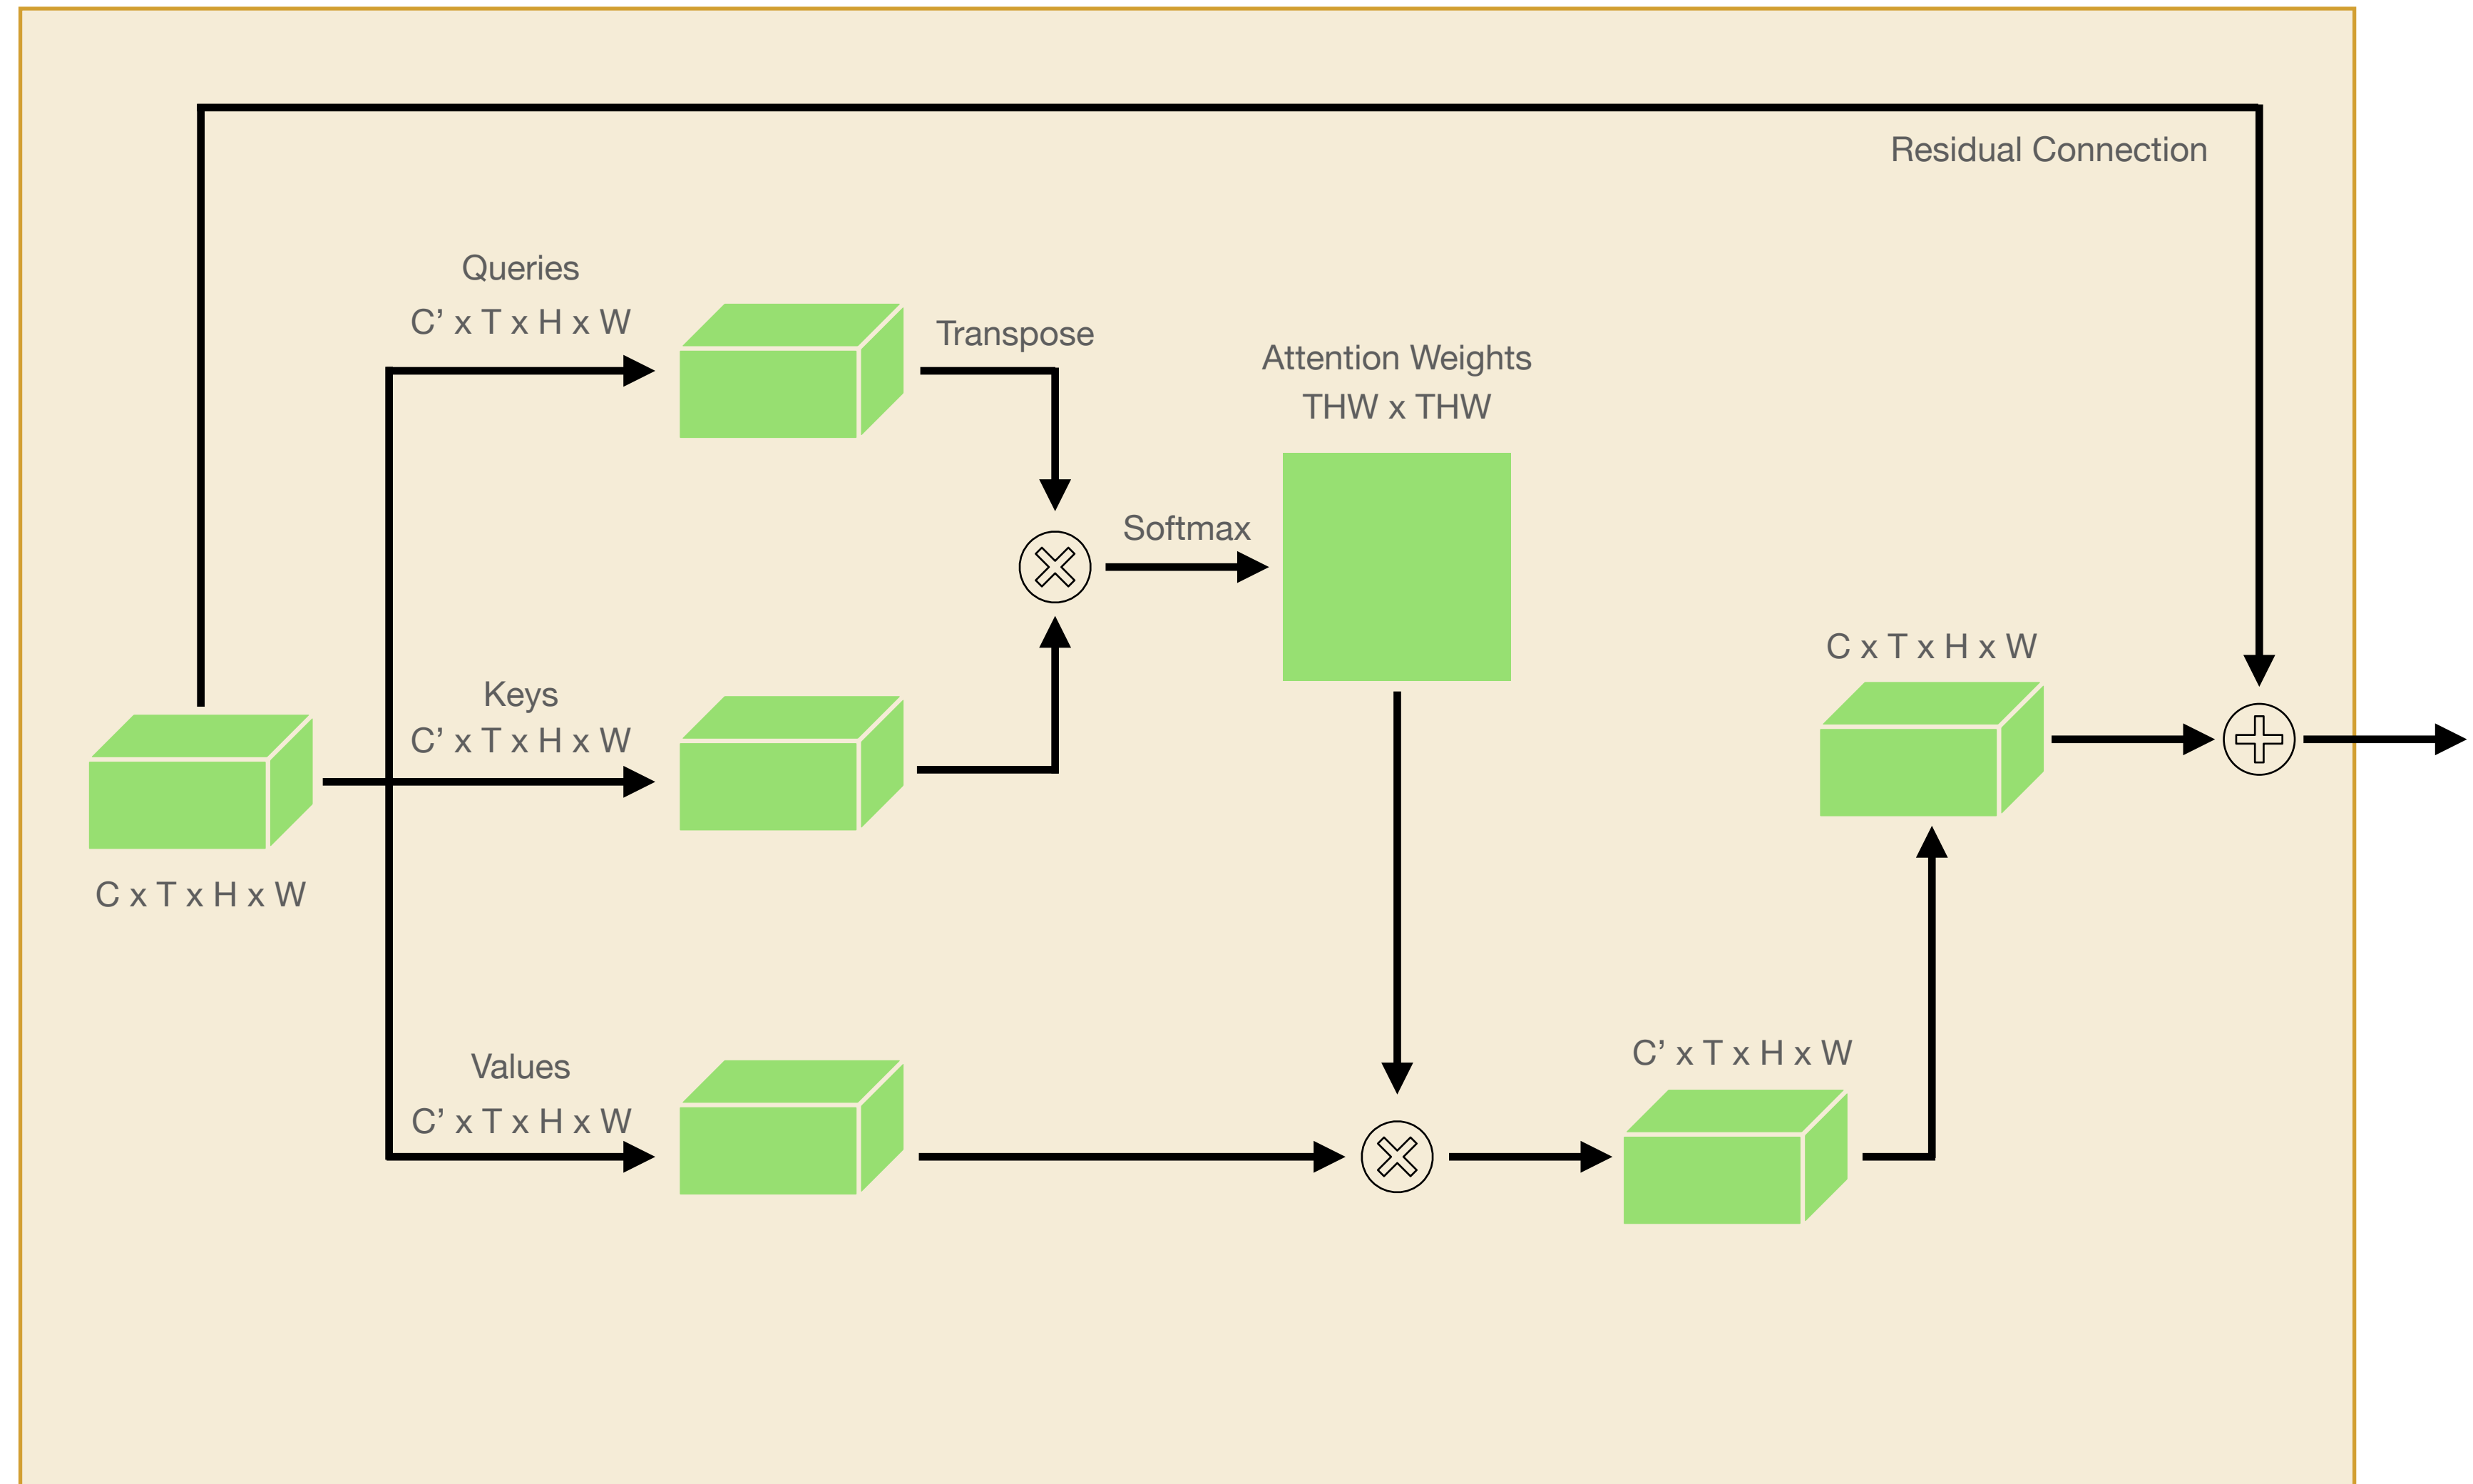 Residual Connection
Queries
C’ x T x H x W
Transpose
Attention Weights
THW x THW
Softmax
Keys
C’ x T x H x W
C x T x H x W
C x T x H x W
Values
C’ x T x H x W
C’ x T x H x W